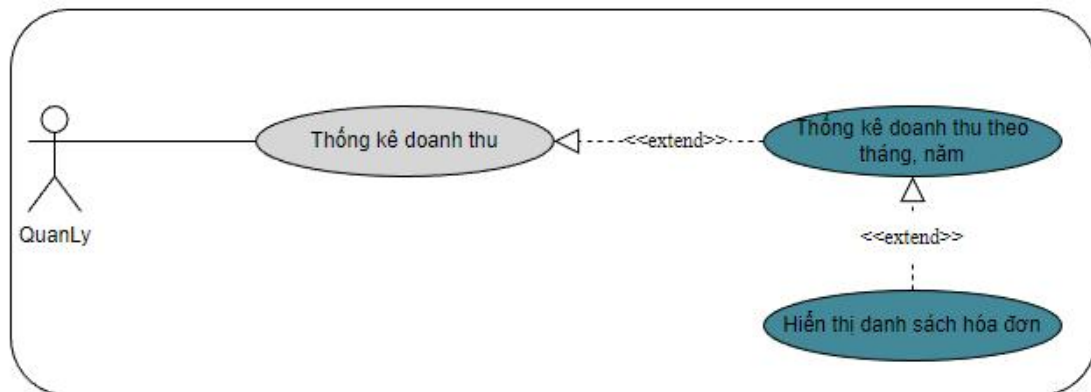 Thống kê doanh thu
<<extend>>
Thống kê doanh thu theo
tháng, năm
QuanLy
<<extend>>
Hiển thị danh sách hóa đơn